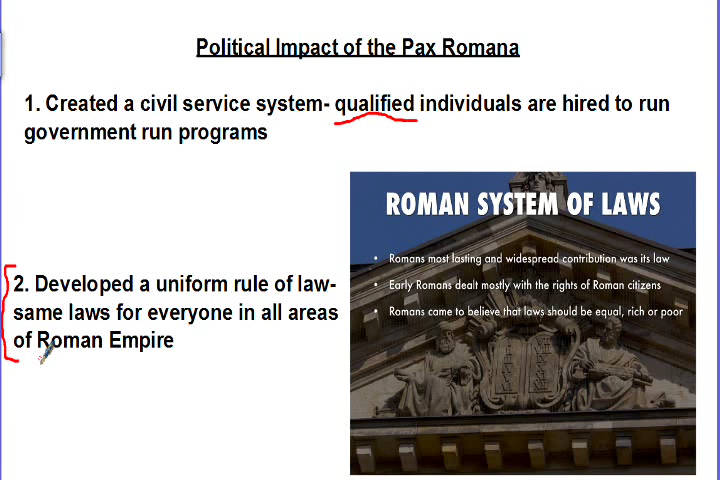 Political Impact of the Pax Romana
1. Created a civil service system- qualified individuals are hired to run
government run programs
2. Developed a uniform rule of law-
same laws for everyone in all areas
of Roman Empire
ROMAN SYSTEM OF LAWS
• Romans most lasting and widespread contribution was its law
• Early Romans dealt mostly with the rights of Roman citizens
• Romans came to believe that laws should be equal, rich or poor